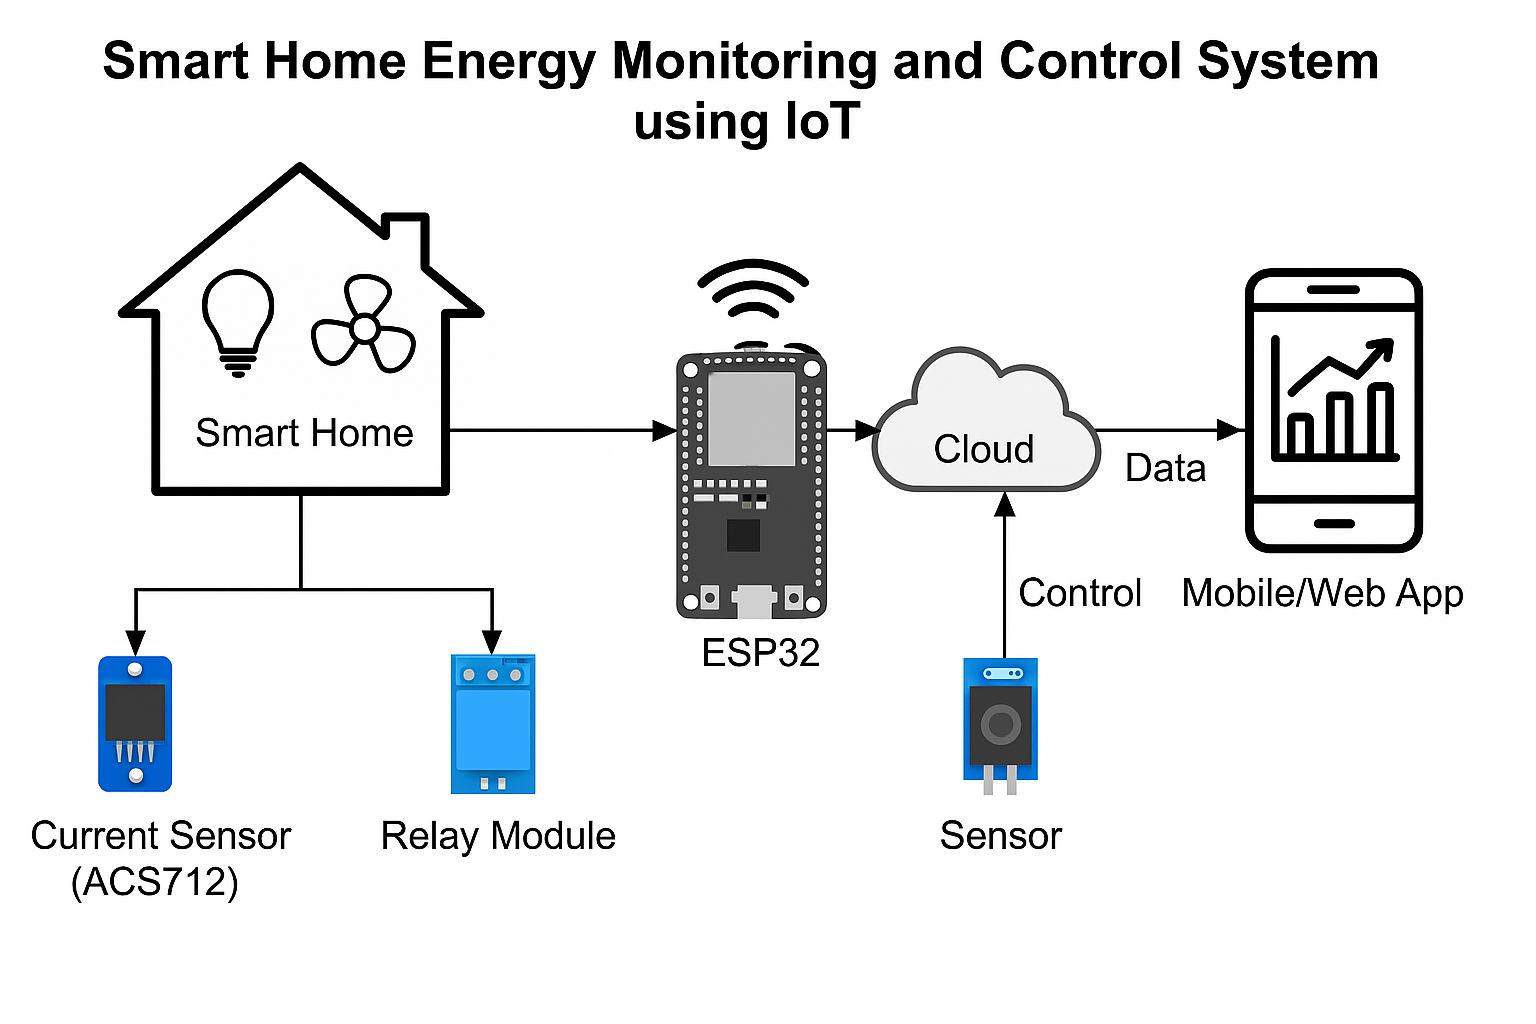 Smart Home Energy Monitoring and Control System
using IoT
Smart Home
Cloud
Data
Control
Mobile/Web App
ESP32
Current Sensor
(ACS712)
Relay Module
Sensor